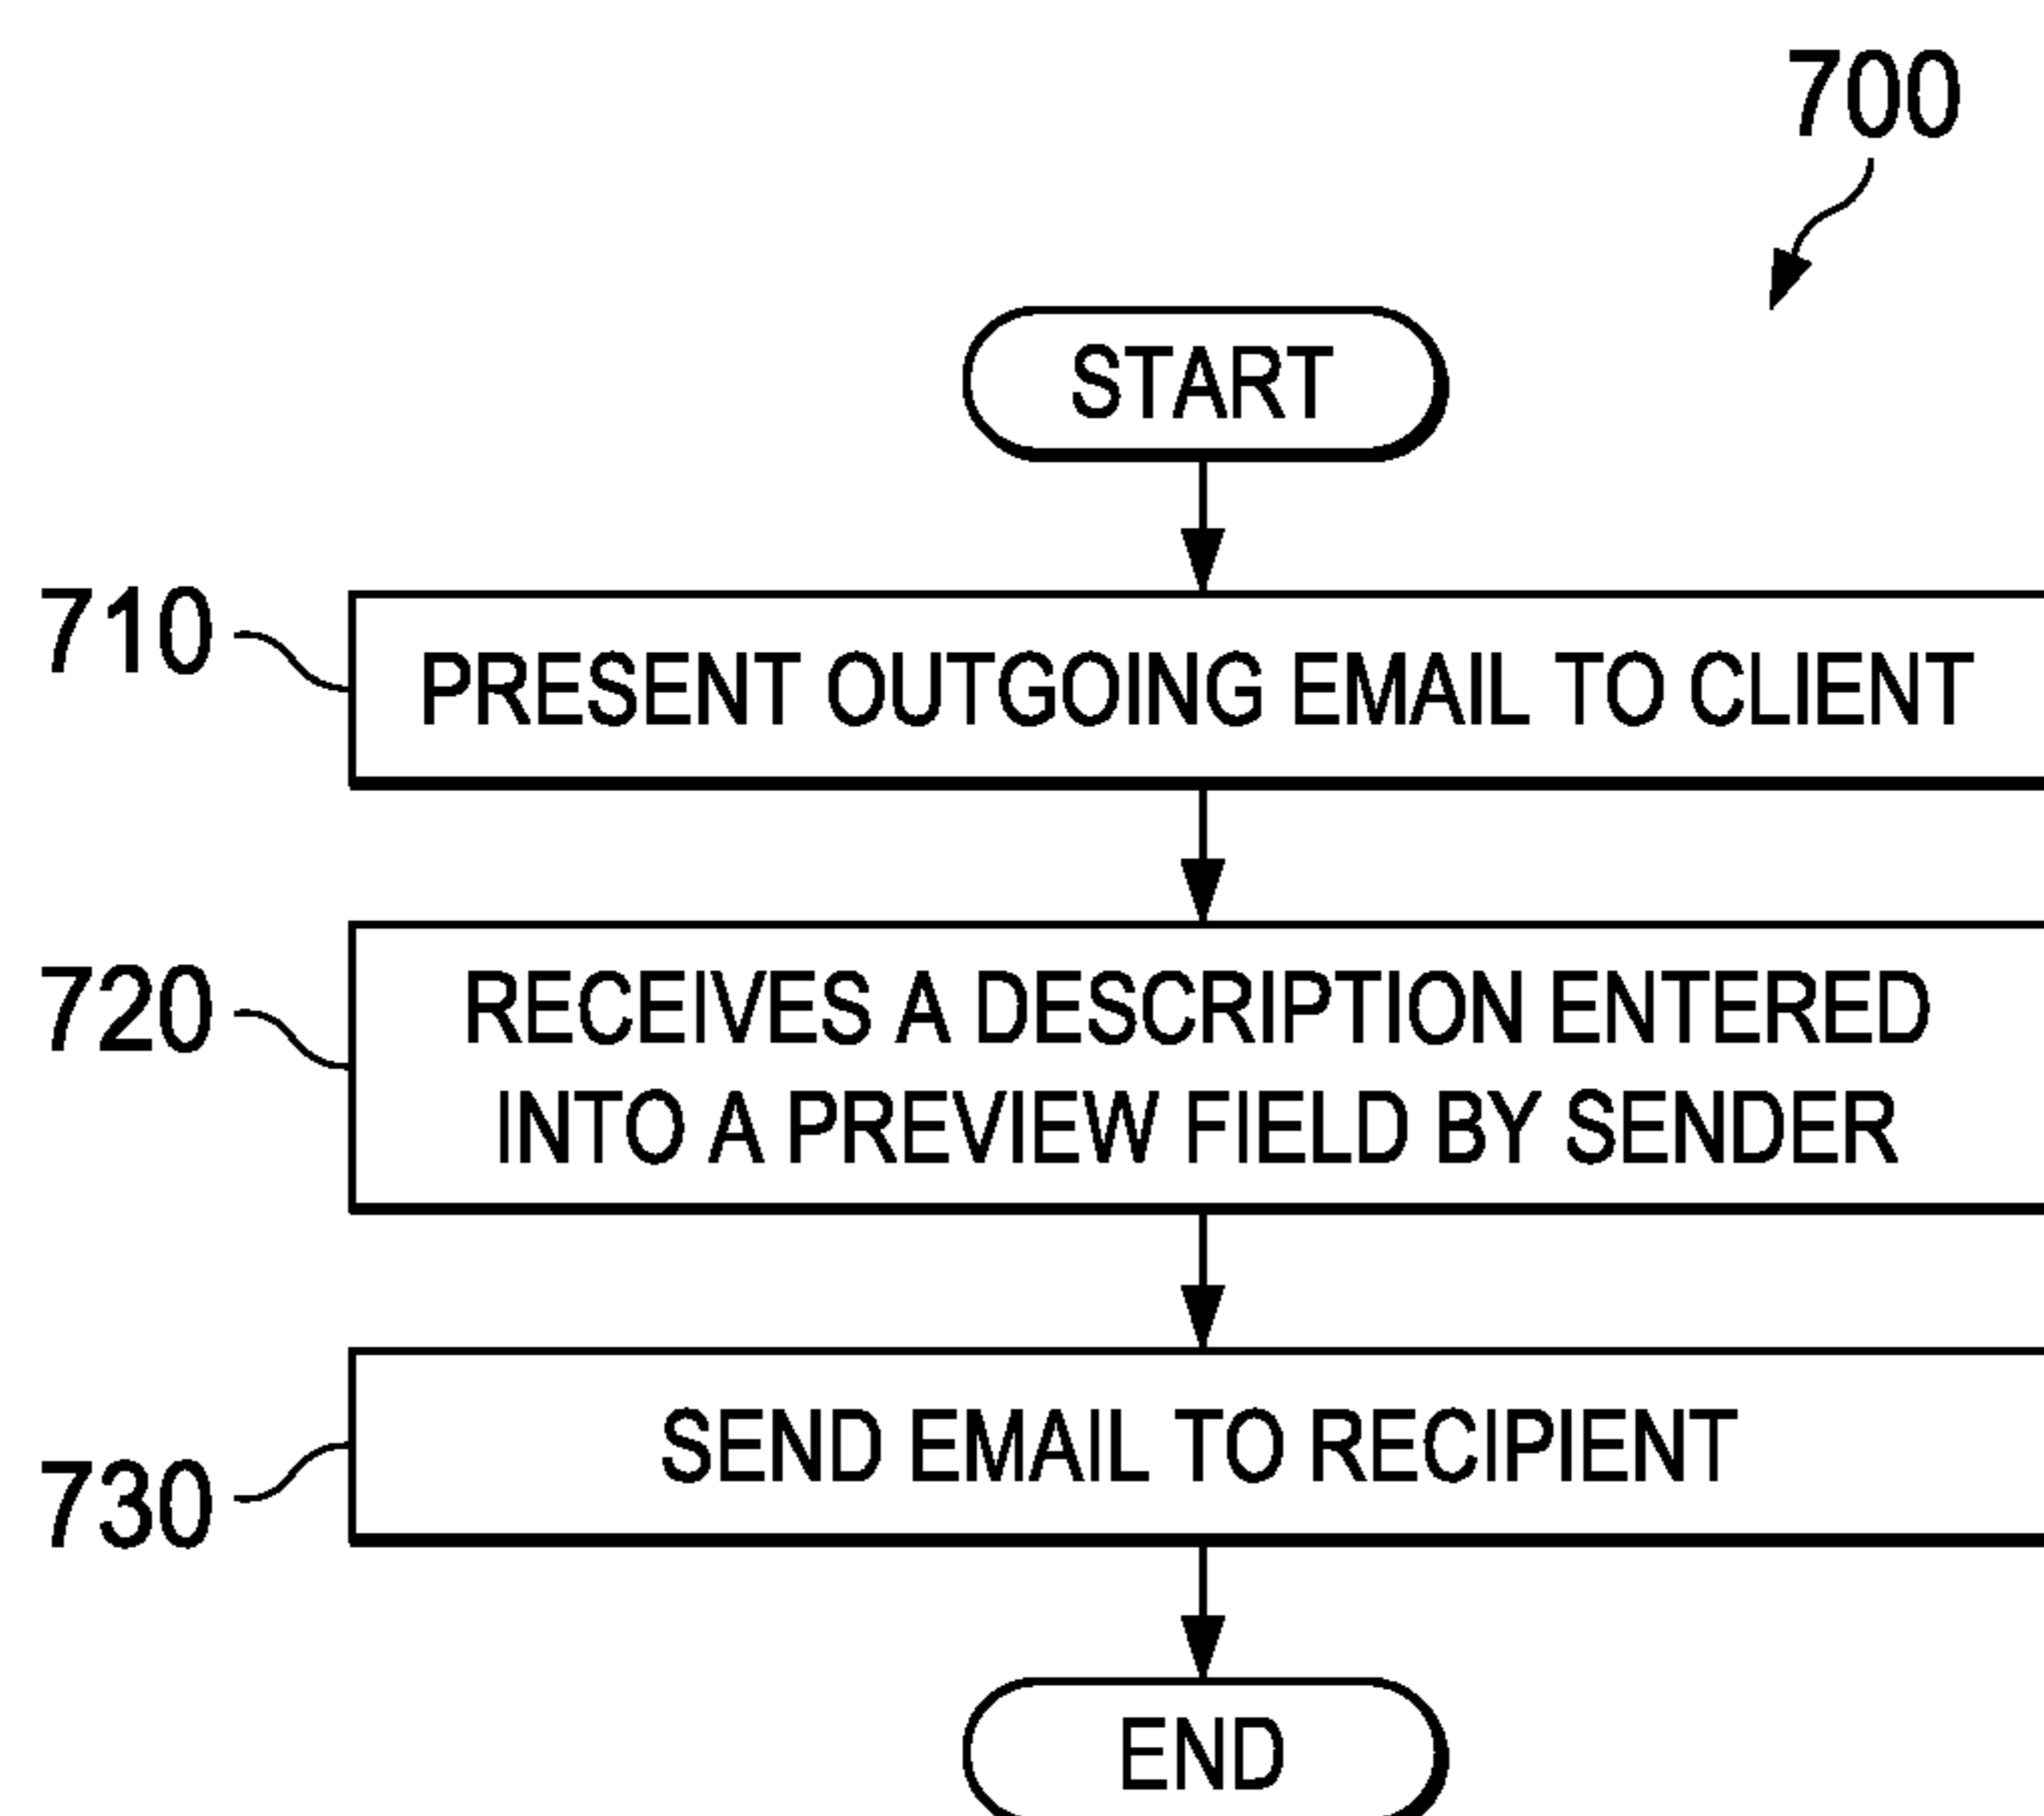 700
START
710
PRESENT OUTGOING EMAIL TO CLIENT
720
RECEIVES A DESCRIPTION ENTERED
INTO A PREVIEW FIELD BY SENDER
SEND EMAIL TO RECIPIENT
730
END